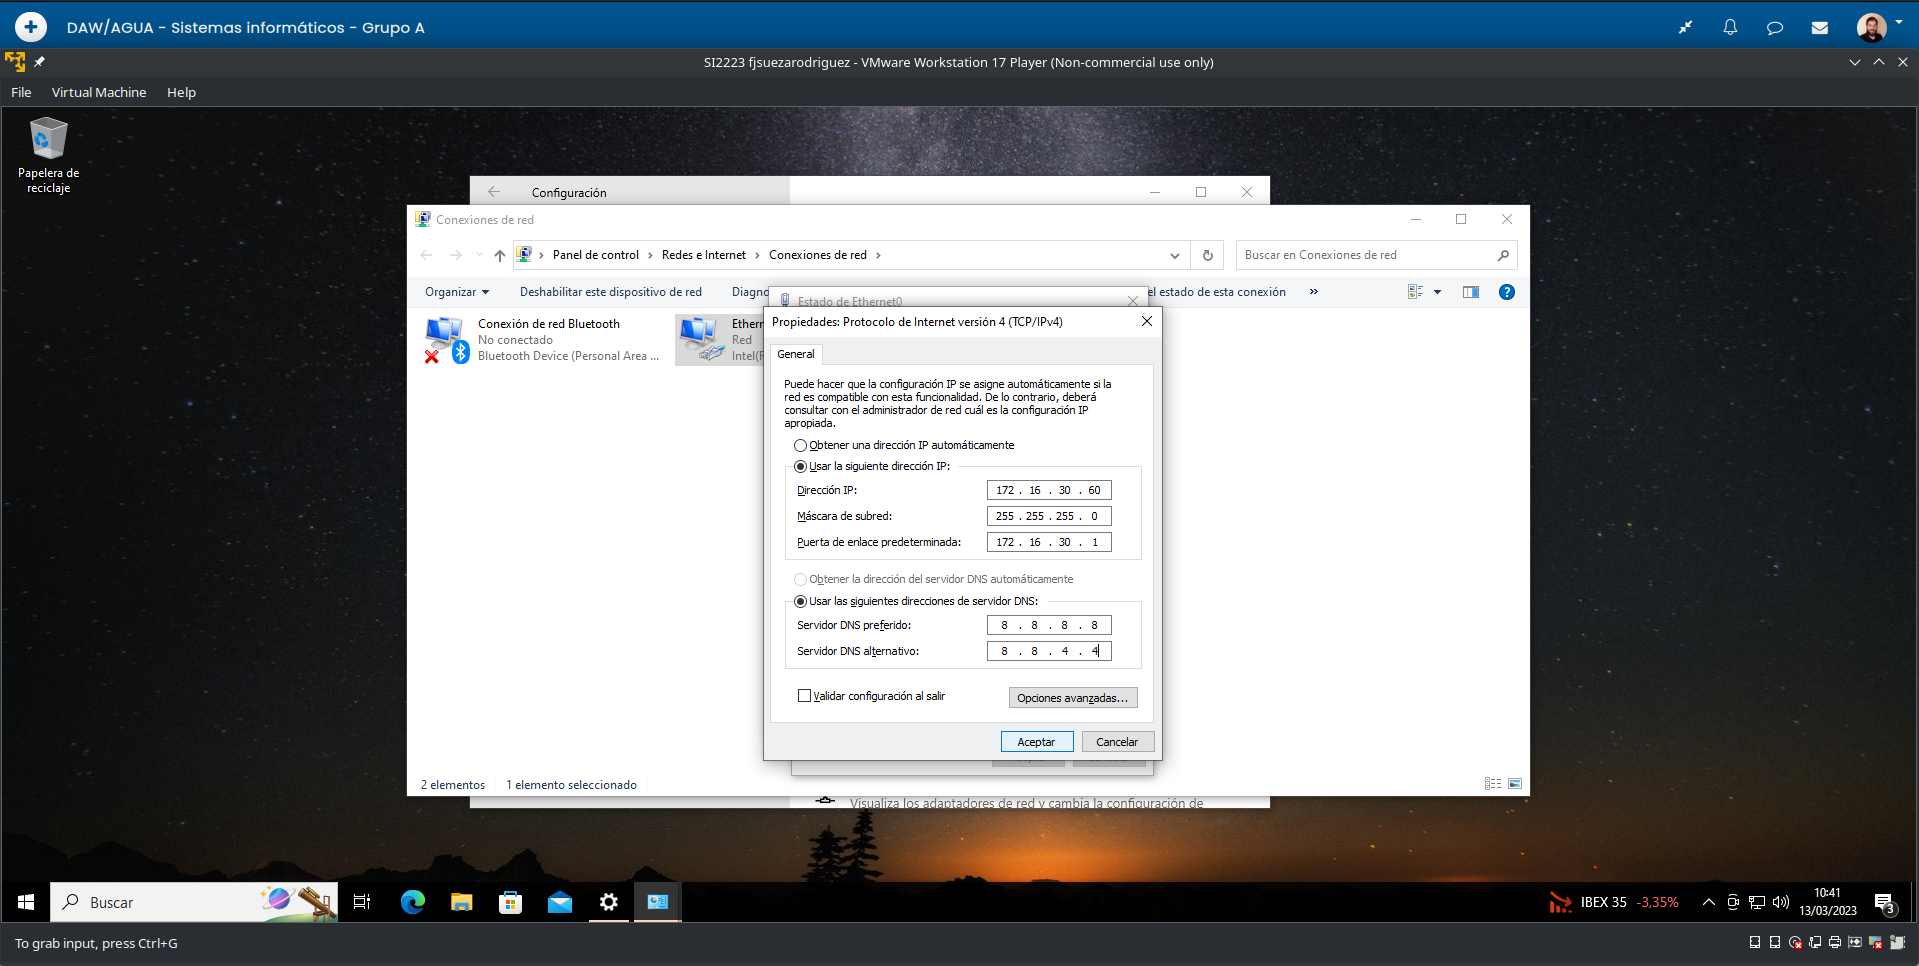 DAW/AGUA - Sistemas informáticos - Grupo A
SI2223 fjsuezarodriguez - VMware Workstation 17 Player (Non-commercial use only)
File Virtual Machine Help
Papelera de
reciclaje
Configuración
Conexiones de red
Panel de control Redes e Internet Conexiones de red
Buscar en Conexiones de red
Organizar Deshabilitar este dispositivo de red Diagno el estado de esta conexión »
Conexión de red Bluetooth
No conectado
Bluetooth Device (Personal Area ...
Ethern
Red
Intel(R
Estado de Ethernet0
Propiedades: Protocolo de Internet versión 4 (TCP/IPv4)
General
Puede hacer que la configuración IP se asigne automáticamente si la
red es compatible con esta funcionalidad. De lo contrario, deberá
consultar con el administrador de red cuál es la configuración IP
apropiada.
Obtener una dirección IP automáticamente
Usar la siguiente dirección IP:
Dirección IP: 172 . 16 . 30 . 60
Máscara de subred: 255 . 255 . 255 . 0
Puerta de enlace predeterminada: 172 . 16 . 30 . 1
Obtener la dirección del servidor DNS automáticamente
Usar las siguientes direcciones de servidor DNS:
Servidor DNS preferido: 8 . 8 . 8 . 8
Servidor DNS alternativo: 8 . 8 . 4 . 4
Validar configuración al salir
Opciones avanzadas...
Aceptar Cancelar
2 elementos 1 elemento seleccionado
Visualiza los adaptadores de red y cambia la configuración de
Buscar
IBEX 35 -3,35%
10:41
13/03/2023
3
To grab input, press Ctrl+G